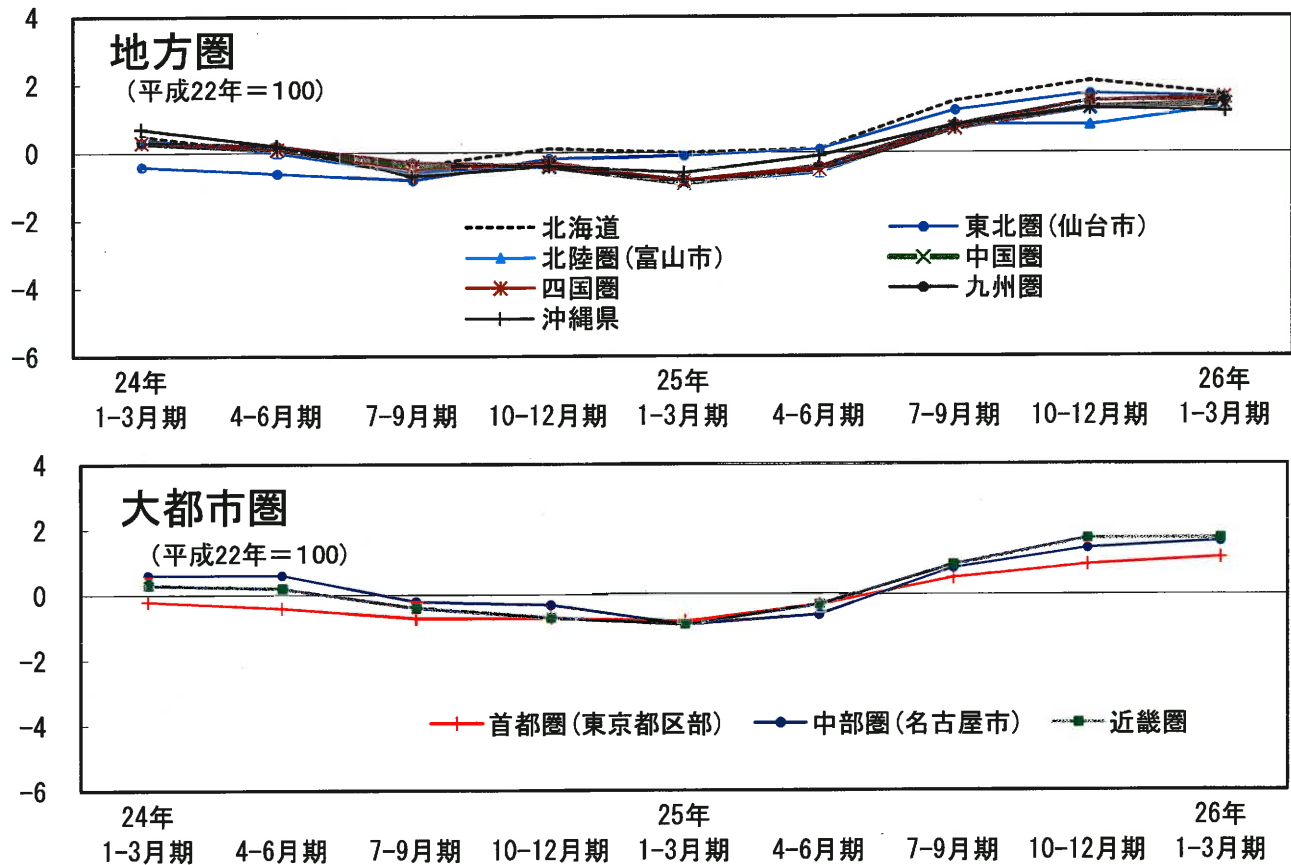 4
2
0
-2
-4
-6
地方圏
(平成22年=100)
北海道
東北圏(仙台市)
北陸圏(富山市)
中国圏
四国圏
九州圏
沖縄県
24年 25年 26年
1-3月期 4-6月期 7-9月期 10-12月期 1-3月期 4-6月期 7-9月期 10-12月期 1-3月期
4
2
0
-2
-4
-6
大都市圏
(平成22年=100)
首都圏(東京都区部) 中部圏(名古屋市) 近畿圏
24年 25年 26年
1-3月期 4-6月期 7-9月期 10-12月期 1-3月期 4-6月期 7-9月期 10-12月期 1-3月期